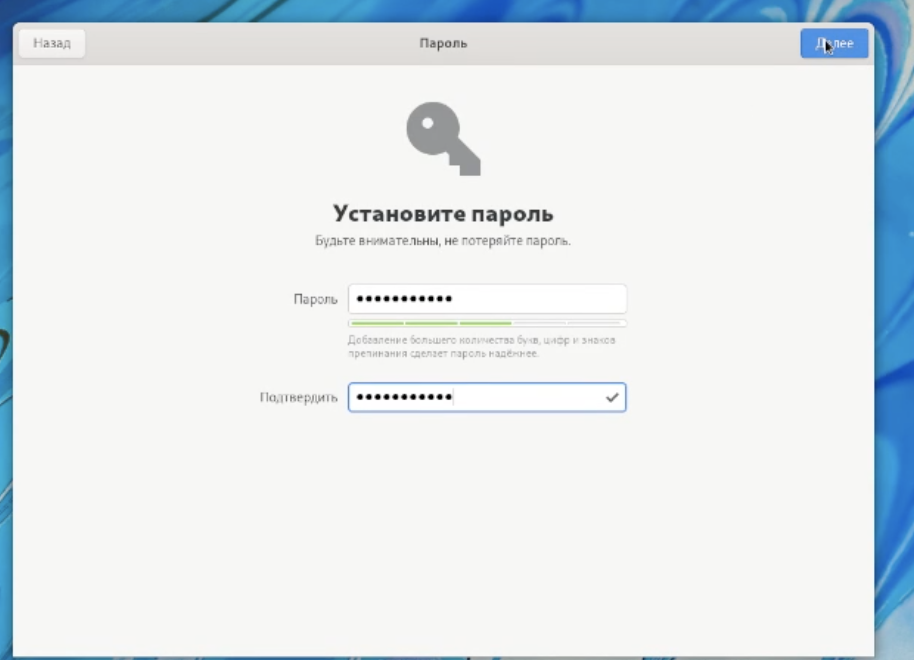 Назад
Пароль
Далее
Установите пароль
Будьте внимательны, не потеряйте пароль.
Пароль
•••••••••••
Добавление большего количества букв, цифр и знаков
препинания сделает пароль надёжнее.
Подтвердить
•••••••••••